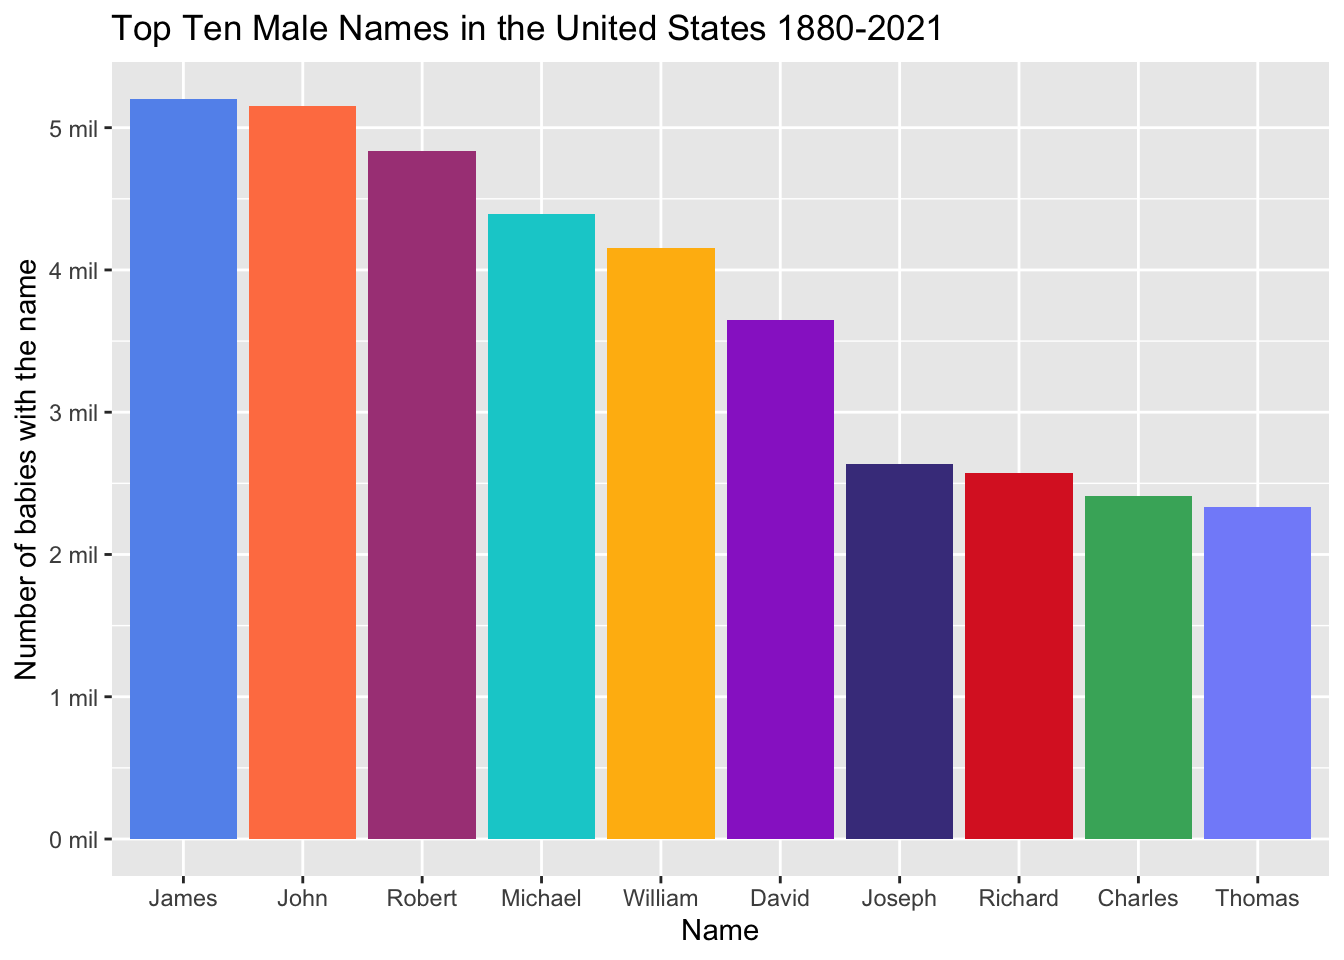 Top Ten Male Names in the United States 1880-2021
Number of babies with the name
5 mil
4 mil
3 mil
2 mil
1 mil
0 mil
James John Robert Michael William David Joseph Richard Charles Thomas
Name